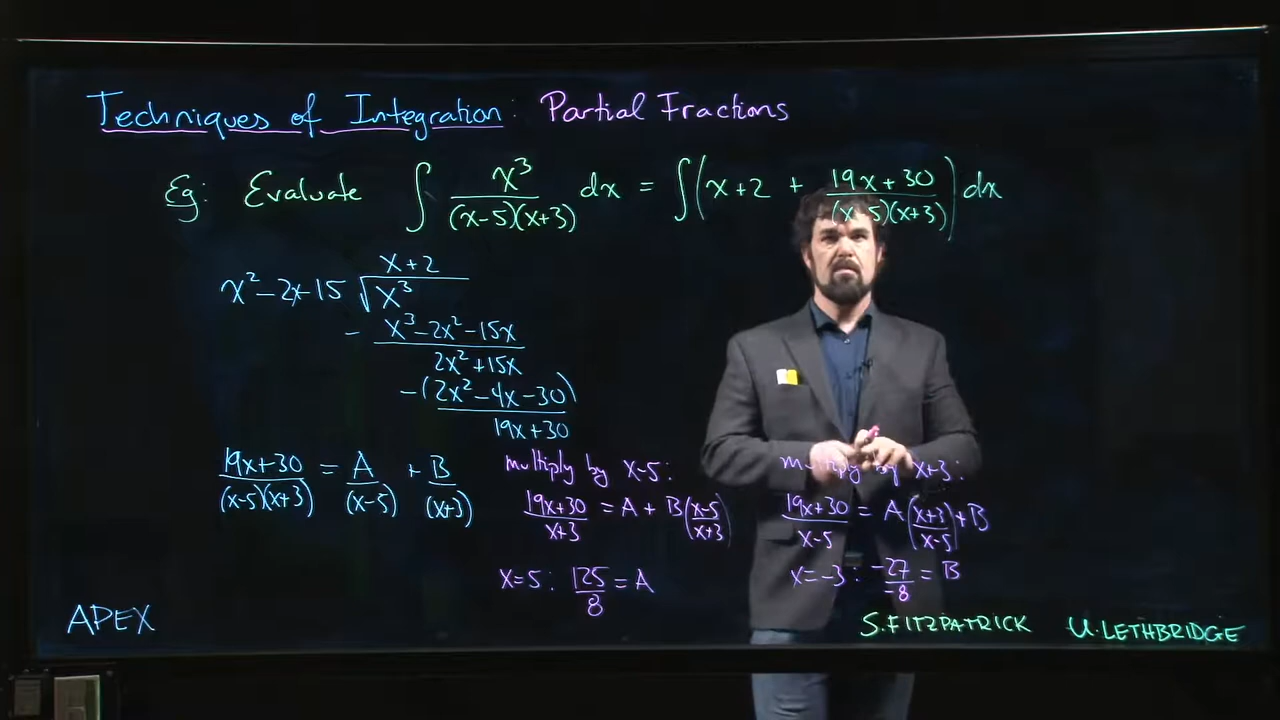 Techniques of Integration: Partial Fractions
Eg: Evaluate ∫ x³/((x-5)(x+3)) dx = ∫(x+2 + (19x+30)/((x-5)(x+3))) dx
x+2
x²-2x-15 √x³
- x³-2x²-15x
2x²+15x
-(2x²-4x-30)
19x+30
(19x+30)/((x-5)(x+3)) = A/(x-5) + B/(x+3)
multiply by x-5:
(19x+30)/(x+3) = A + B((x-5)/(x+3))
x=5: 125/8 = A
multiply by x+3:
(19x+30)/(x-5) = A((x+3)/(x-5)) + B
x=-3: -27/-8 = B
APEX
S.FITZPATRICK U.LETHBRIDGE